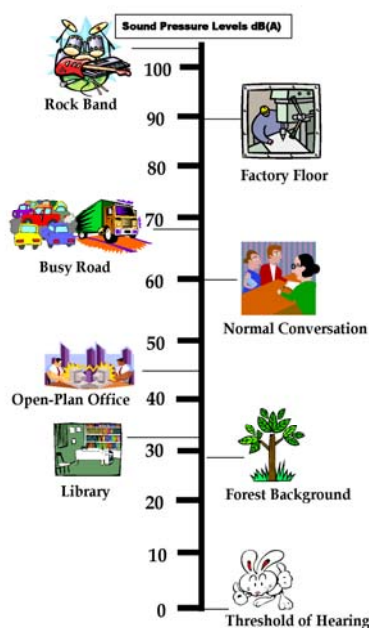 Sound Pressure Levels dB(A)
100
Rock Band
90
Factory Floor
80
70
Busy Road
60
Normal Conversation
50
Open-Plan Office
40
30
Library
Forest Background
20
10
0
Threshold of Hearing